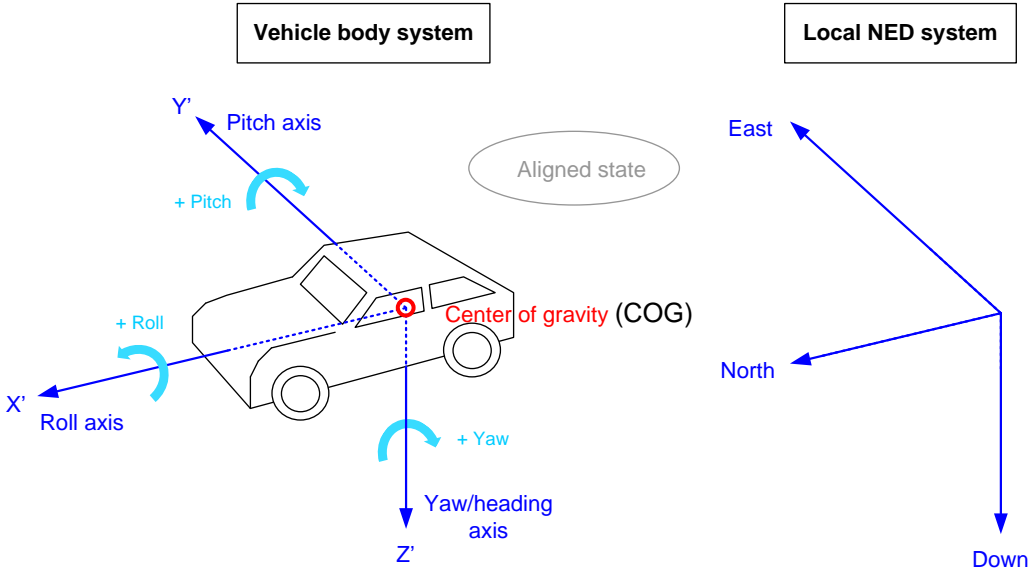 Vehicle body system
Local NED system
Y’
Pitch axis
East
Aligned state
+ Pitch
Center of gravity (COG)
+ Roll
North
X’
Roll axis
+ Yaw
Yaw/heading
axis
Z’
Down